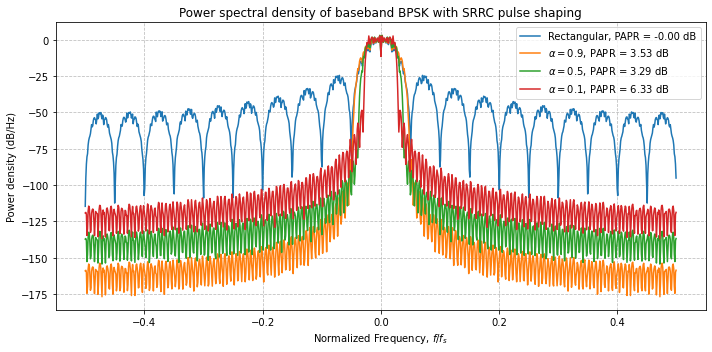 Power spectral density of baseband BPSK with SRRC pulse shaping
Rectangular, PAPR = -0.00 dB
α = 0.9, PAPR = 3.53 dB
α = 0.5, PAPR = 3.29 dB
α = 0.1, PAPR = 6.33 dB
Power density (dB/Hz)
0
−25
−50
−75
−100
−125
−150
−175
−0.4 −0.2 0.0 0.2 0.4
Normalized Frequency, f/fs